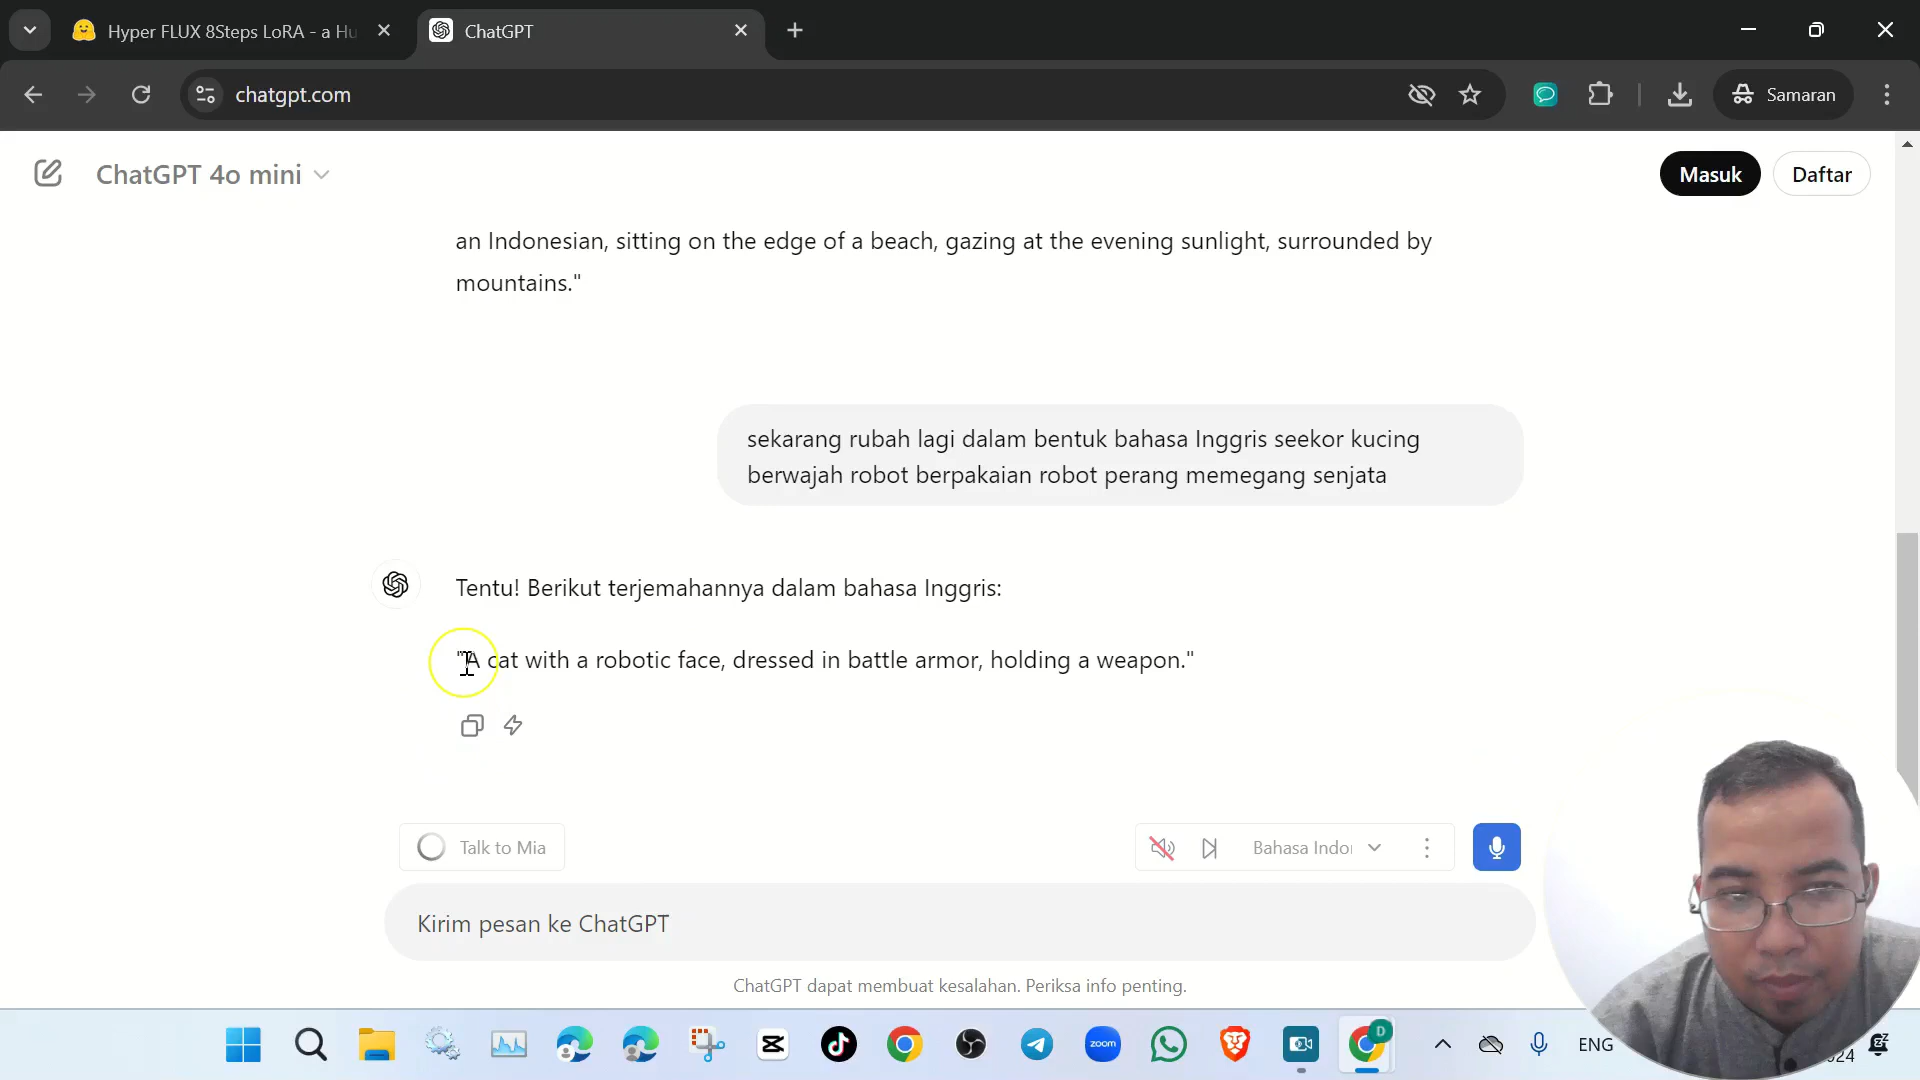 Hyper FLUX 8Steps LoRA - a Hu
ChatGPT
chatgpt.com
Samaran
ChatGPT 4o mini
Masuk
Daftar
an Indonesian, sitting on the edge of a beach, gazing at the evening sunlight, surrounded by
mountains."
sekarang rubah lagi dalam bentuk bahasa Inggris seekor kucing
berwajah robot berpakaian robot perang memegang senjata
Tentu! Berikut terjemahannya dalam bahasa Inggris:
"A cat with a robotic face, dressed in battle armor, holding a weapon."
Talk to Mia
Bahasa Indo
Kirim pesan ke ChatGPT
ChatGPT dapat membuat kesalahan. Periksa info penting.
zoom
D
ENG